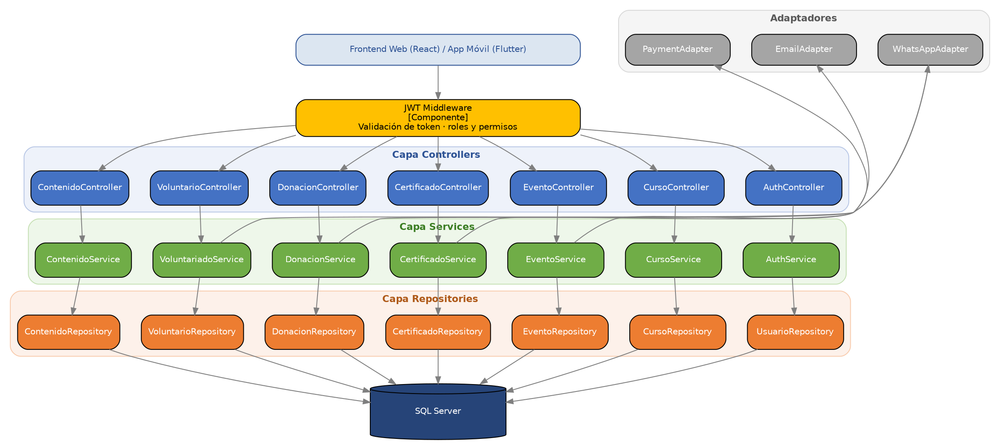 Adaptadores
PaymentAdapter
EmailAdapter
WhatsAppAdapter
Frontend Web (React) / App Móvil (Flutter)
JWT Middleware
[Componente]
Validación de token · roles y permisos
Capa Controllers
ContenidoController
VoluntarioController
DonacionController
CertificadoController
EventoController
CursoController
AuthController
Capa Services
ContenidoService
VoluntariadoService
DonacionService
CertificadoService
EventoService
CursoService
AuthService
Capa Repositories
ContenidoRepository
VoluntarioRepository
DonacionRepository
CertificadoRepository
EventoRepository
CursoRepository
UsuarioRepository
SQL Server